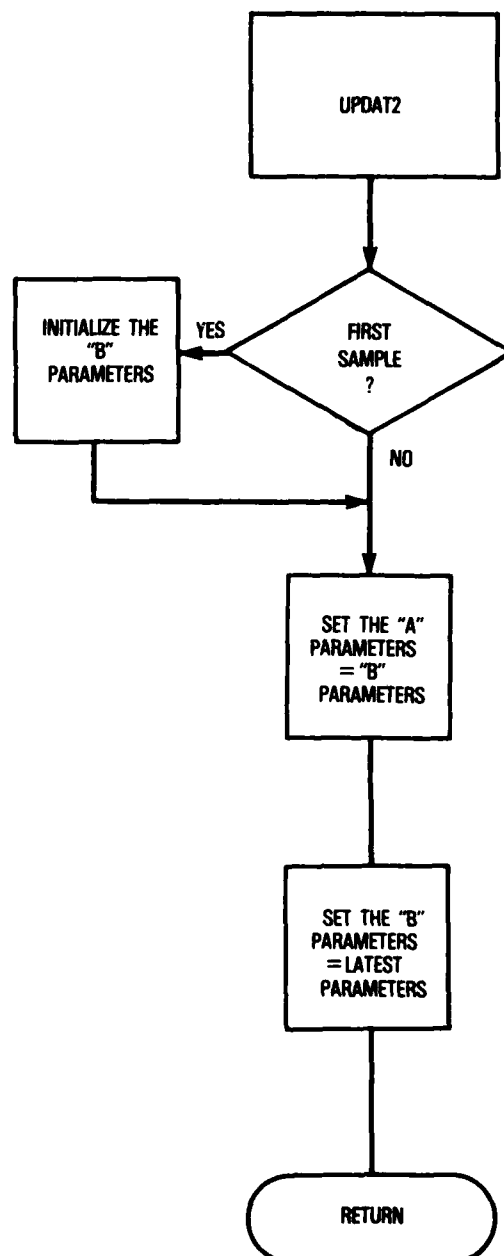 UPDAT2
FIRST
SAMPLE
?
YES
INITIALIZE THE
"B"
PARAMETERS
NO
SET THE "A"
PARAMETERS
="B"
PARAMETERS
SET THE "B"
PARAMETERS
=LATEST
PARAMETERS
RETURN